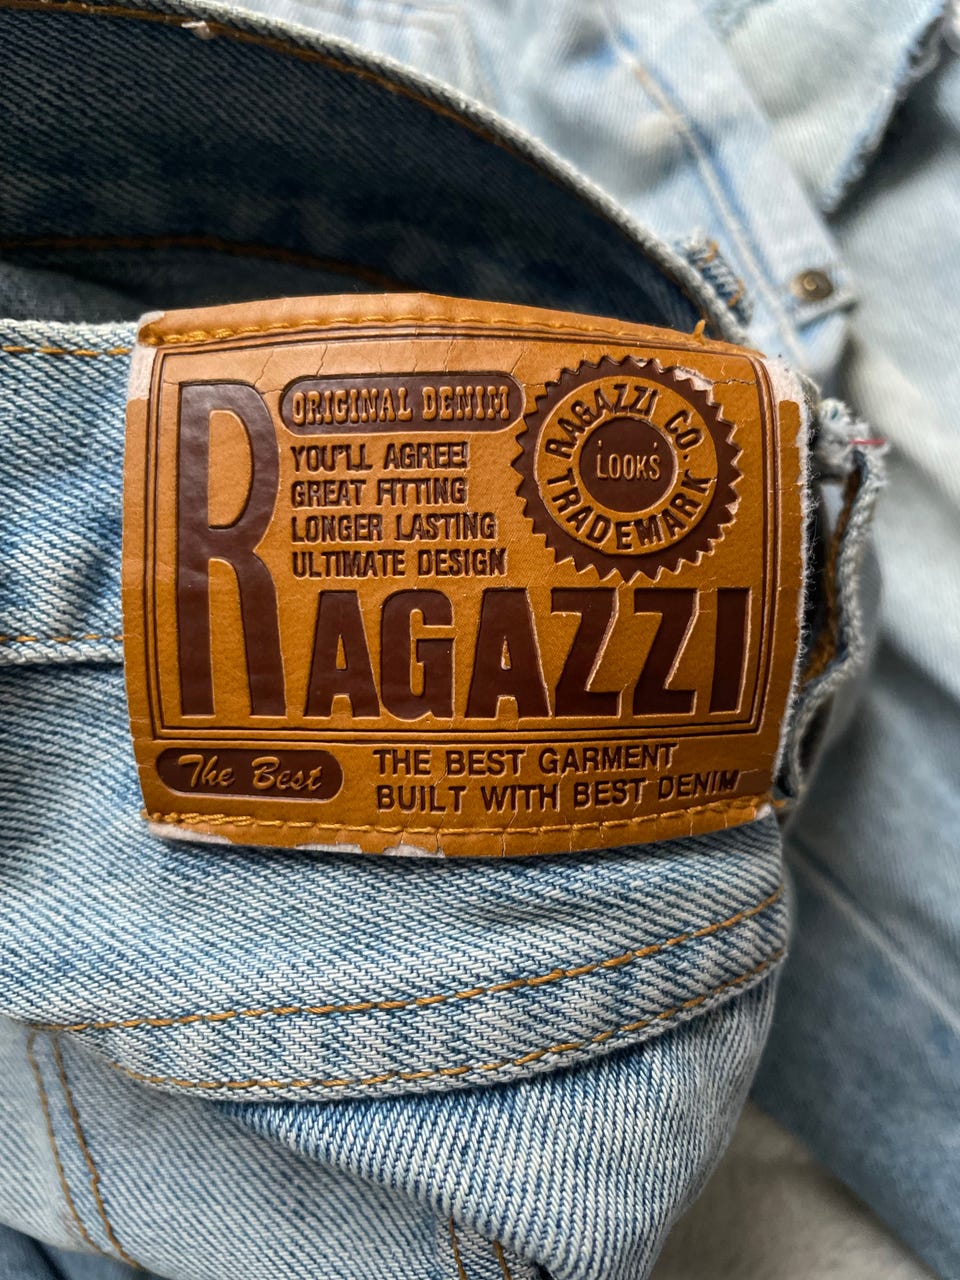 ORIGINAL DENIM
YOU'LL AGREE!
GREAT FITTING
LONGER LASTING
ULTIMATE DESIGN
RAGAZZI CO.
LOOKS
TRADEMARK
RAGAZZI
The Best
THE BEST GARMENT
BUILT WITH BEST DENIM